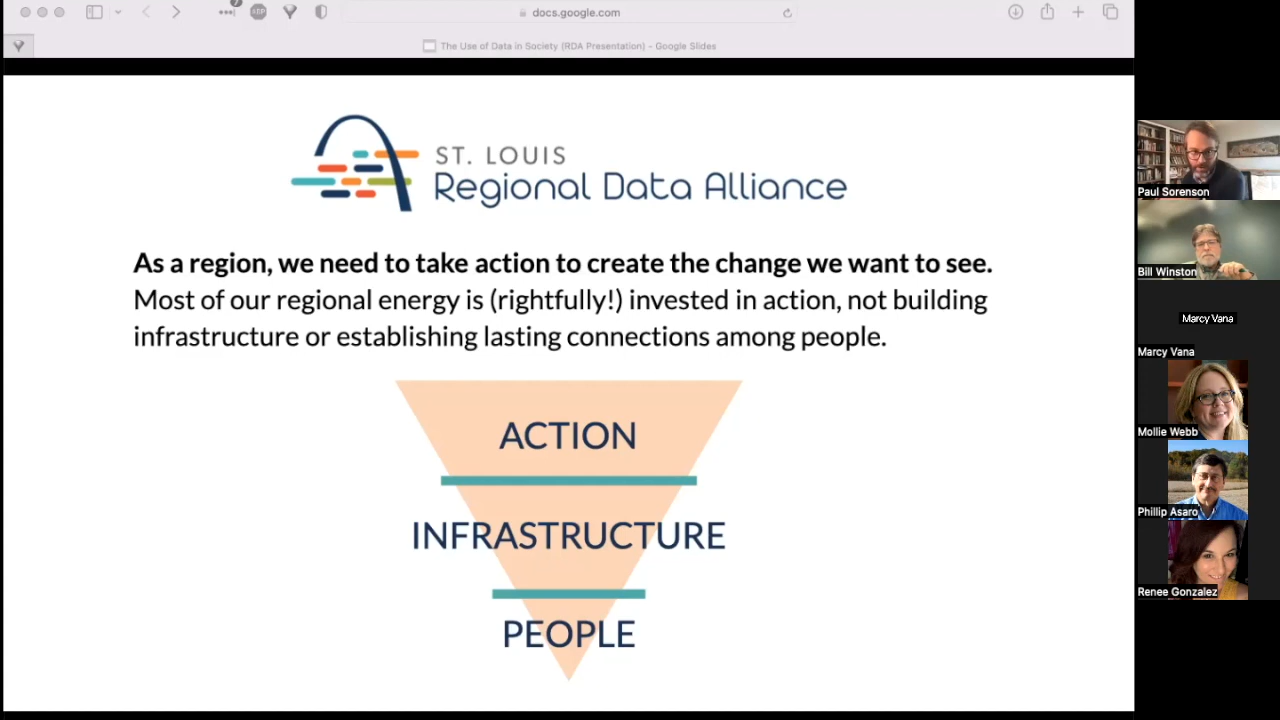 docs.google.com
The Use of Data in Society (RDA Presentation) – Google Slides
ST. LOUIS
Regional Data Alliance
As a region, we need to take action to create the change we want to see.
Most of our regional energy is (rightfully!) invested in action, not building
infrastructure or establishing lasting connections among people.
ACTION
INFRASTRUCTURE
PEOPLE
Paul Sorenson
Bill Winston
Marcy Vana
Marcy Vana
Mollie Webb
Phillip Asaro
Renee Gonzalez